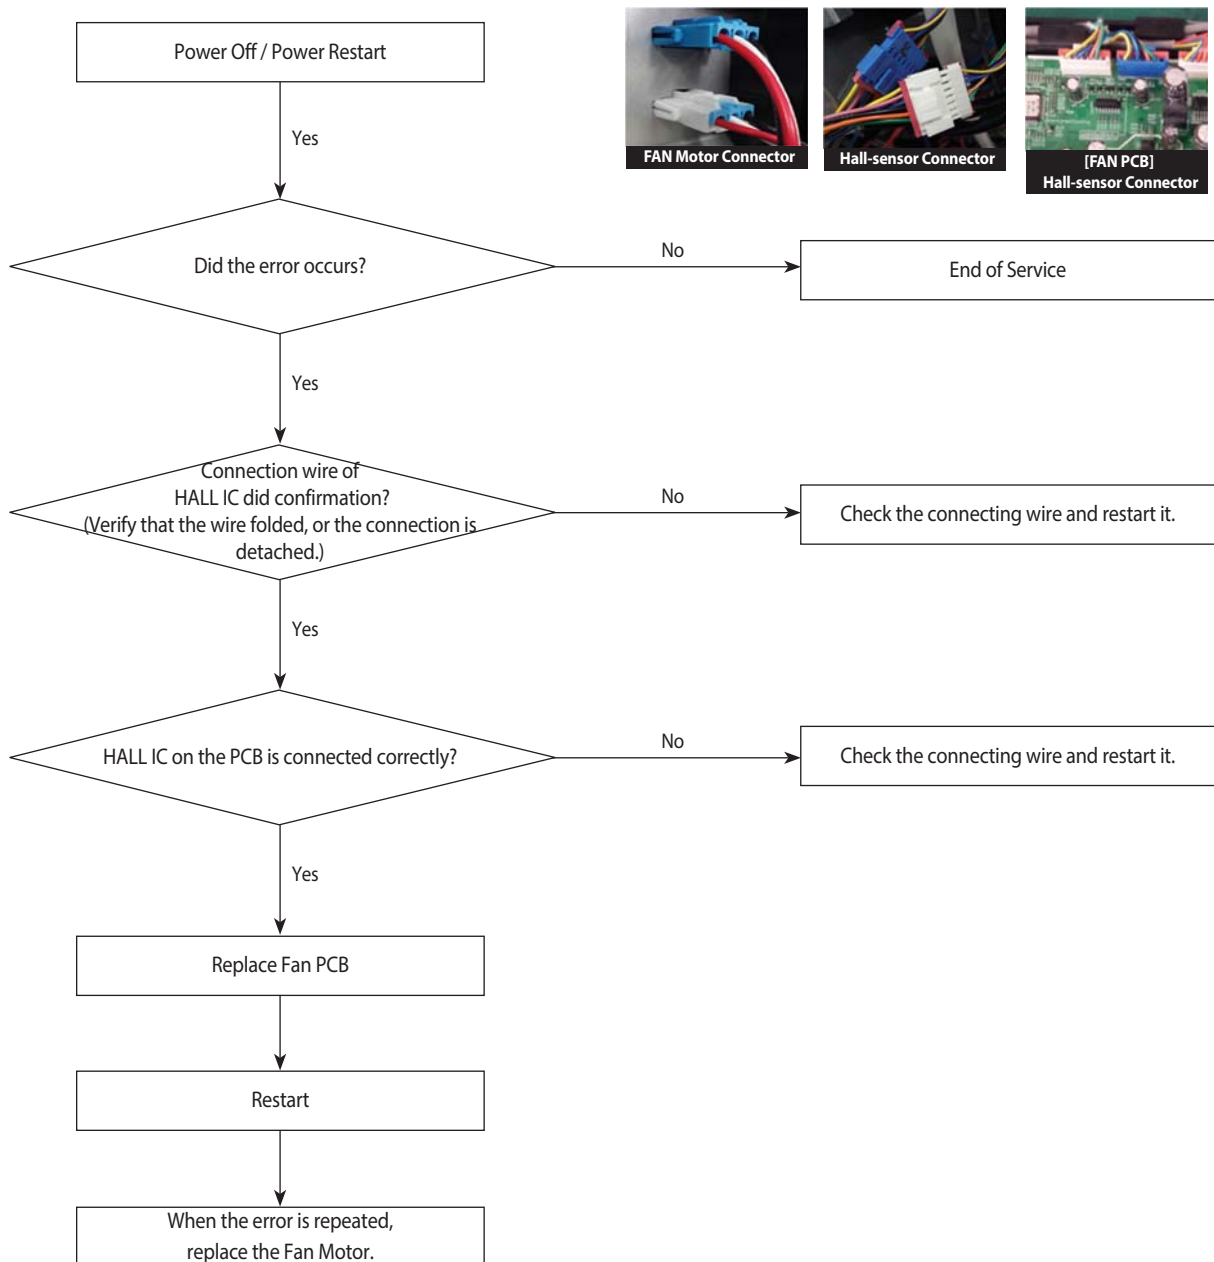 Power Off / Power Restart
FAN Motor Connector
Hall-sensor Connector
[FAN PCB]
Hall-sensor Connector
Yes
Did the error occurs?
No
End of Service
Yes
Connection wire of
HALL IC did confirmation?
(Verify that the wire folded, or the connection is
detached.)
No
Check the connecting wire and restart it.
Yes
HALL IC on the PCB is connected correctly?
No
Check the connecting wire and restart it.
Yes
Replace Fan PCB
Restart
When the error is repeated,
replace the Fan Motor.